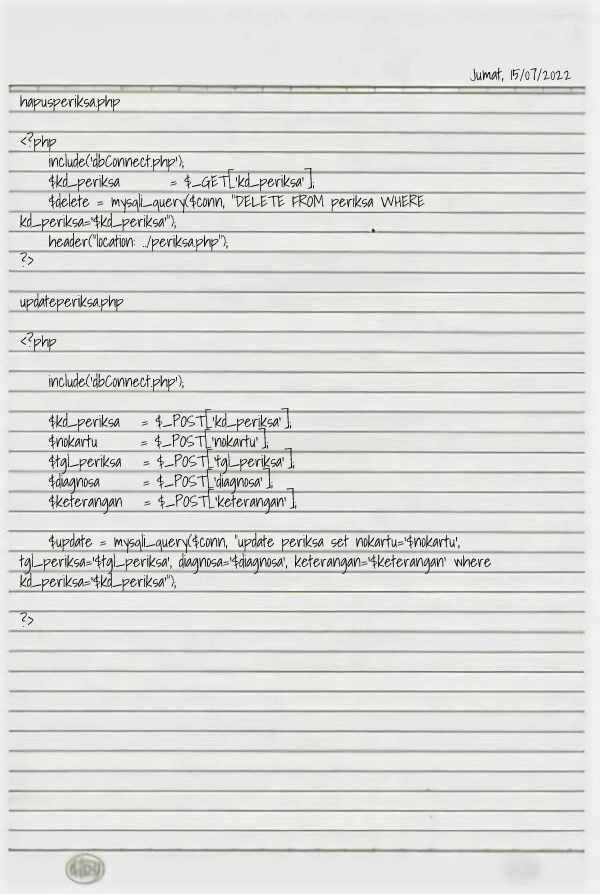 Jumat, 15/07/2022
hapusperiksa.php
<?php
include('dbConnect.php');
$kd_periksa = $_GET['kd_periksa'];
$delete = mysqli_query($conn, "DELETE FROM periksa WHERE
kd_periksa='$kd_periksa'");
header("location: ../periksa.php");
?>
updateperiksa.php
<?php
include('dbConnect.php');
$kd_periksa = $_POST['kd_periksa'];
$nokartu = $_POST['nokartu'];
$tgl_periksa = $_POST['tgl_periksa'];
$diagnosa = $_POST['diagnosa'];
$keterangan = $_POST['keterangan'];
$update = mysqli_query($conn, "update periksa set nokartu='$nokartu',
tgl_periksa='$tgl_periksa', diagnosa='$diagnosa', keterangan='$keterangan' where
kd_periksa='$kd_periksa'");
?>